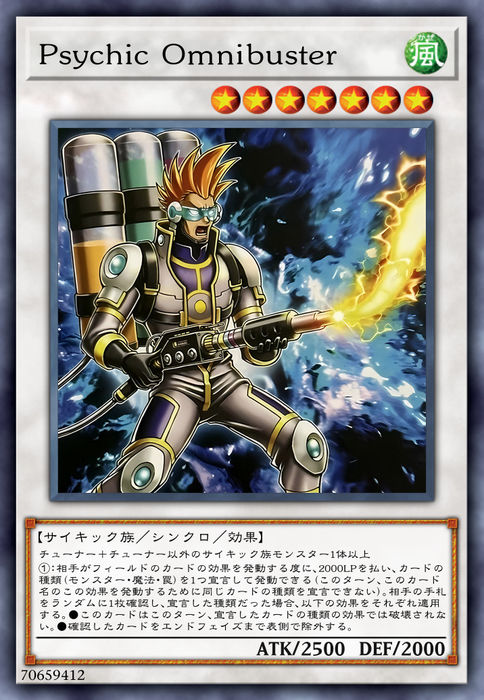 Psychic Omnibuster
かぜ
風
【サイキック族／シンクロ／効果】
チューナー＋チューナー以外のサイキック族モンスター1体以上
①：相手がフィールドのカードの効果を発動する度に、2000LPを払い、カードの
種類(モンスター・魔法・罠)を1つ宣言して発動できる(このターン、このカード
名のこの効果を発動するために同じカードの種類を宣言できない)。相手の手札
をランダムに1枚確認し、宣言した種類だった場合、以下の効果をそれぞれ適用
する。●このカードはこのターン、宣言したカードの種類の効果では破壊されな
い。●確認したカードをエンドフェイズまで表側で除外する。
ATK/2500 DEF/2000
70659412